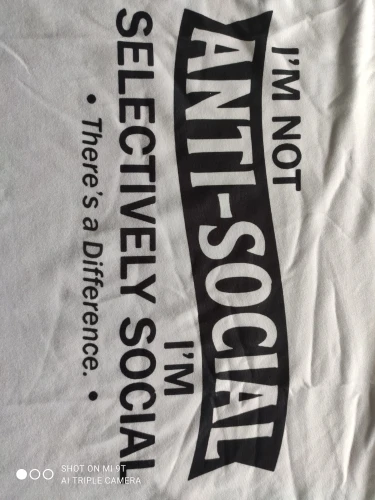 I'M NOT
ANTI-SOCIAL
I'M
SELECTIVELY SOCIAL
• There's a Difference. •
SHOT ON MI 9T
AI TRIPLE CAMERA